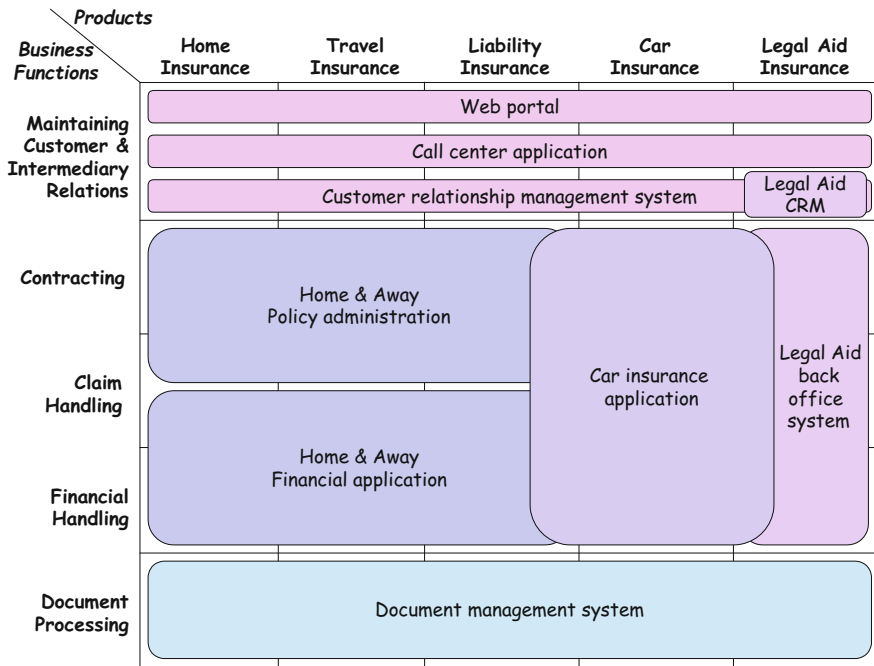 Products
Business
Functions
Home
Insurance
Travel
Insurance
Liability
Insurance
Car
Insurance
Legal Aid
Insurance
Maintaining
Customer &
Intermediary
Relations
Web portal
Call center application
Customer relationship management system
Legal Aid
CRM
Contracting
Home & Away
Policy administration
Claim
Handling
Car insurance
application
Legal Aid
back
office
system
Home & Away
Financial application
Financial
Handling
Document
Processing
Document management system